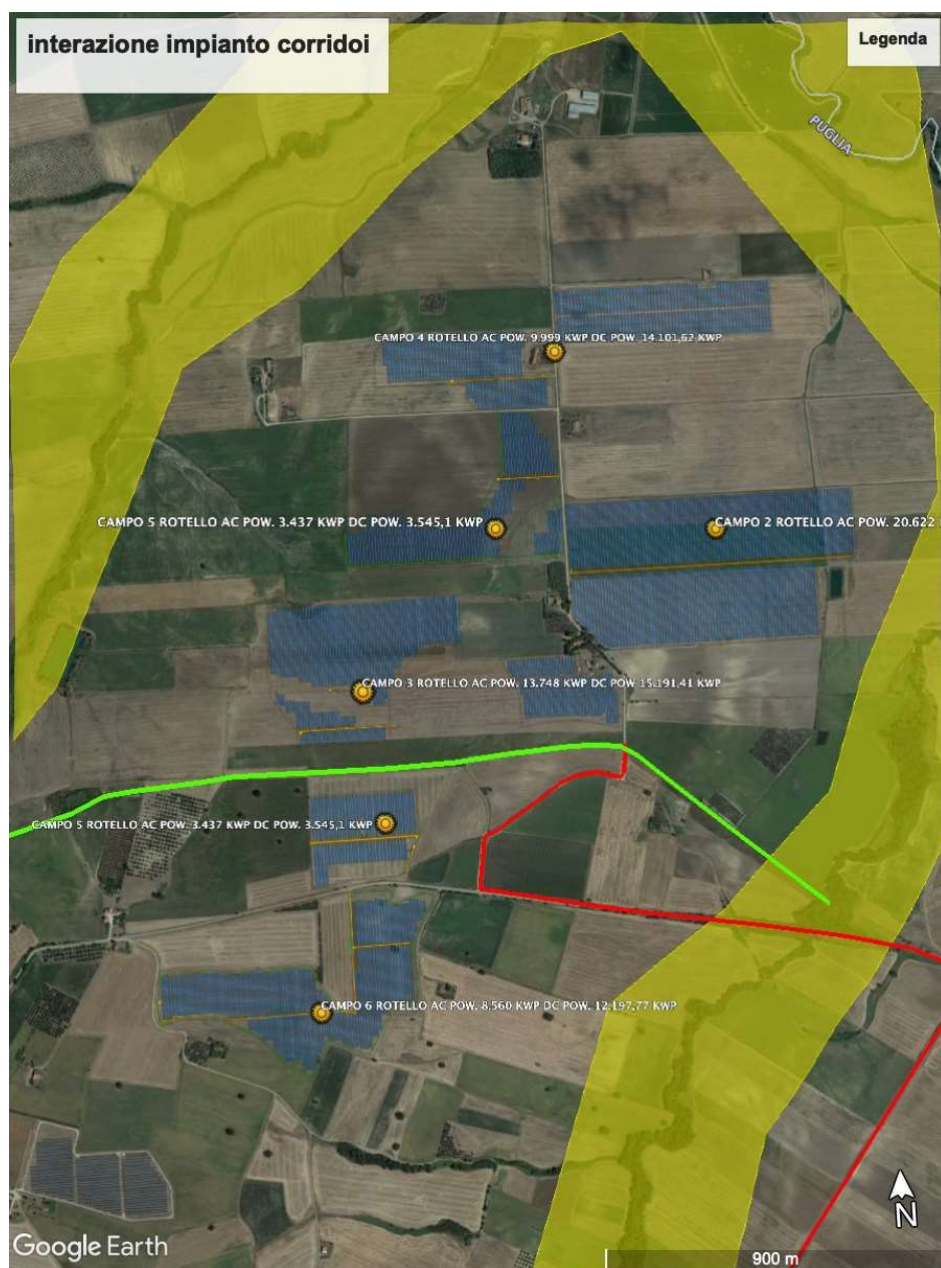 interazione impianto corridoi
Legenda
PUGLIA
CAMPO 4 ROTELLO AC POW. 9.999 KWP DC POW. 14.101,62 KWP
CAMPO 5 ROTELLO AC POW. 3.437 KWP DC POW. 3.545,1 KWP
CAMPO 2 ROTELLO AC POW. 20.622
CAMPO 3 ROTELLO AC POW. 13.748 KWP DC POW 15.191,41 KWP
CAMPO 5 ROTELLO AC POW. 3.437 KWP DC POW. 3.545,1 KWP
CAMPO 6 ROTELLO AC POW. 8.560 KWP DC POW. 12.197,77 KWP
N
Google Earth
900 m